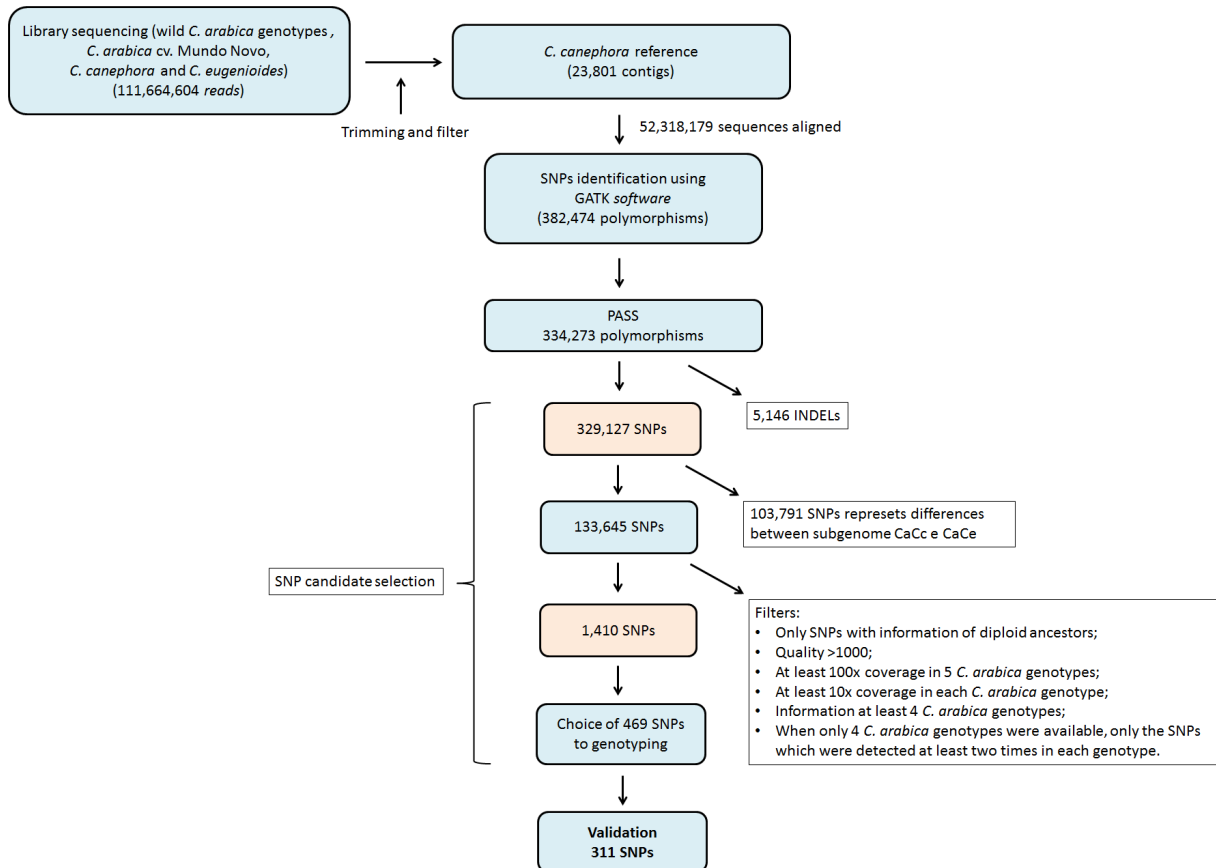 Library sequencing (wild C. arabica genotypes ,
C. arabica cv. Mundo Novo,
C. canephora and C. eugenioides)
(111,664,604 reads)
C. canephora reference
(23,801 contigs)
Trimming and filter
52,318,179 sequences aligned
SNPs identification using
GATK software
(382,474 polymorphisms)
PASS
334,273 polymorphisms
5,146 INDELs
329,127 SNPs
103,791 SNPs represets differences
between subgenome CaCc e CaCe
133,645 SNPs
SNP candidate selection
1,410 SNPs
Filters:
• Only SNPs with information of diploid ancestors;
• Quality >1000;
• At least 100x coverage in 5 C. arabica genotypes;
• At least 10x coverage in each C. arabica genotype;
• Information at least 4 C. arabica genotypes;
• When only 4 C. arabica genotypes were available, only the SNPs
which were detected at least two times in each genotype.
Choice of 469 SNPs
to genotyping
Validation
311 SNPs